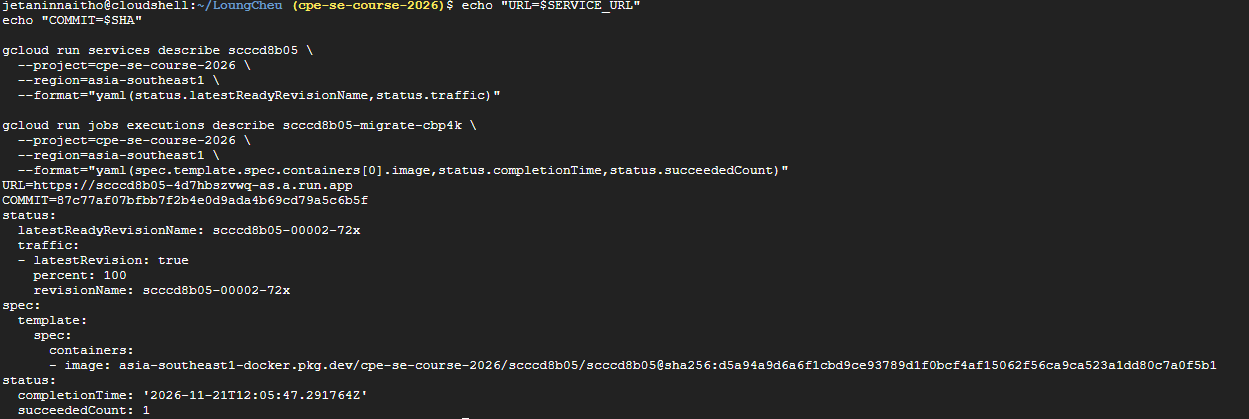 jetaninnaitho@cloudshell:~/LoungCheu (cpe-se-course-2026)$ echo "URL=$SERVICE_URL"
echo "COMMIT=$SHA"

gcloud run services describe scccd8b05 \
  --project=cpe-se-course-2026 \
  --region=asia-southeast1 \
  --format="yaml(status.latestReadyRevisionName,status.traffic)"

gcloud run jobs executions describe scccd8b05-migrate-cbp4k \
  --project=cpe-se-course-2026 \
  --region=asia-southeast1 \
  --format="yaml(spec.template.spec.containers[0].image,status.completionTime,status.succeededCount)"
URL=https://scccd8b05-4d7hbszvwq-as.a.run.app
COMMIT=87c77af07bfbb7f2b4e0d9ada4b69cd79a5c6b5f
status:
  latestReadyRevisionName: scccd8b05-00002-72x
  traffic:
  - latestRevision: true
    percent: 100
    revisionName: scccd8b05-00002-72x
spec:
  template:
    spec:
      containers:
      - image: asia-southeast1-docker.pkg.dev/cpe-se-course-2026/scccd8b05/scccd8b05@sha256:d5a94a9d6a6f1cbd9ce93789d1f0bcf4af15062f56ca9ca523a1dd80c7a0f5b1
status:
  completionTime: '2026-11-21T12:05:47.291764Z'
  succeededCount: 1